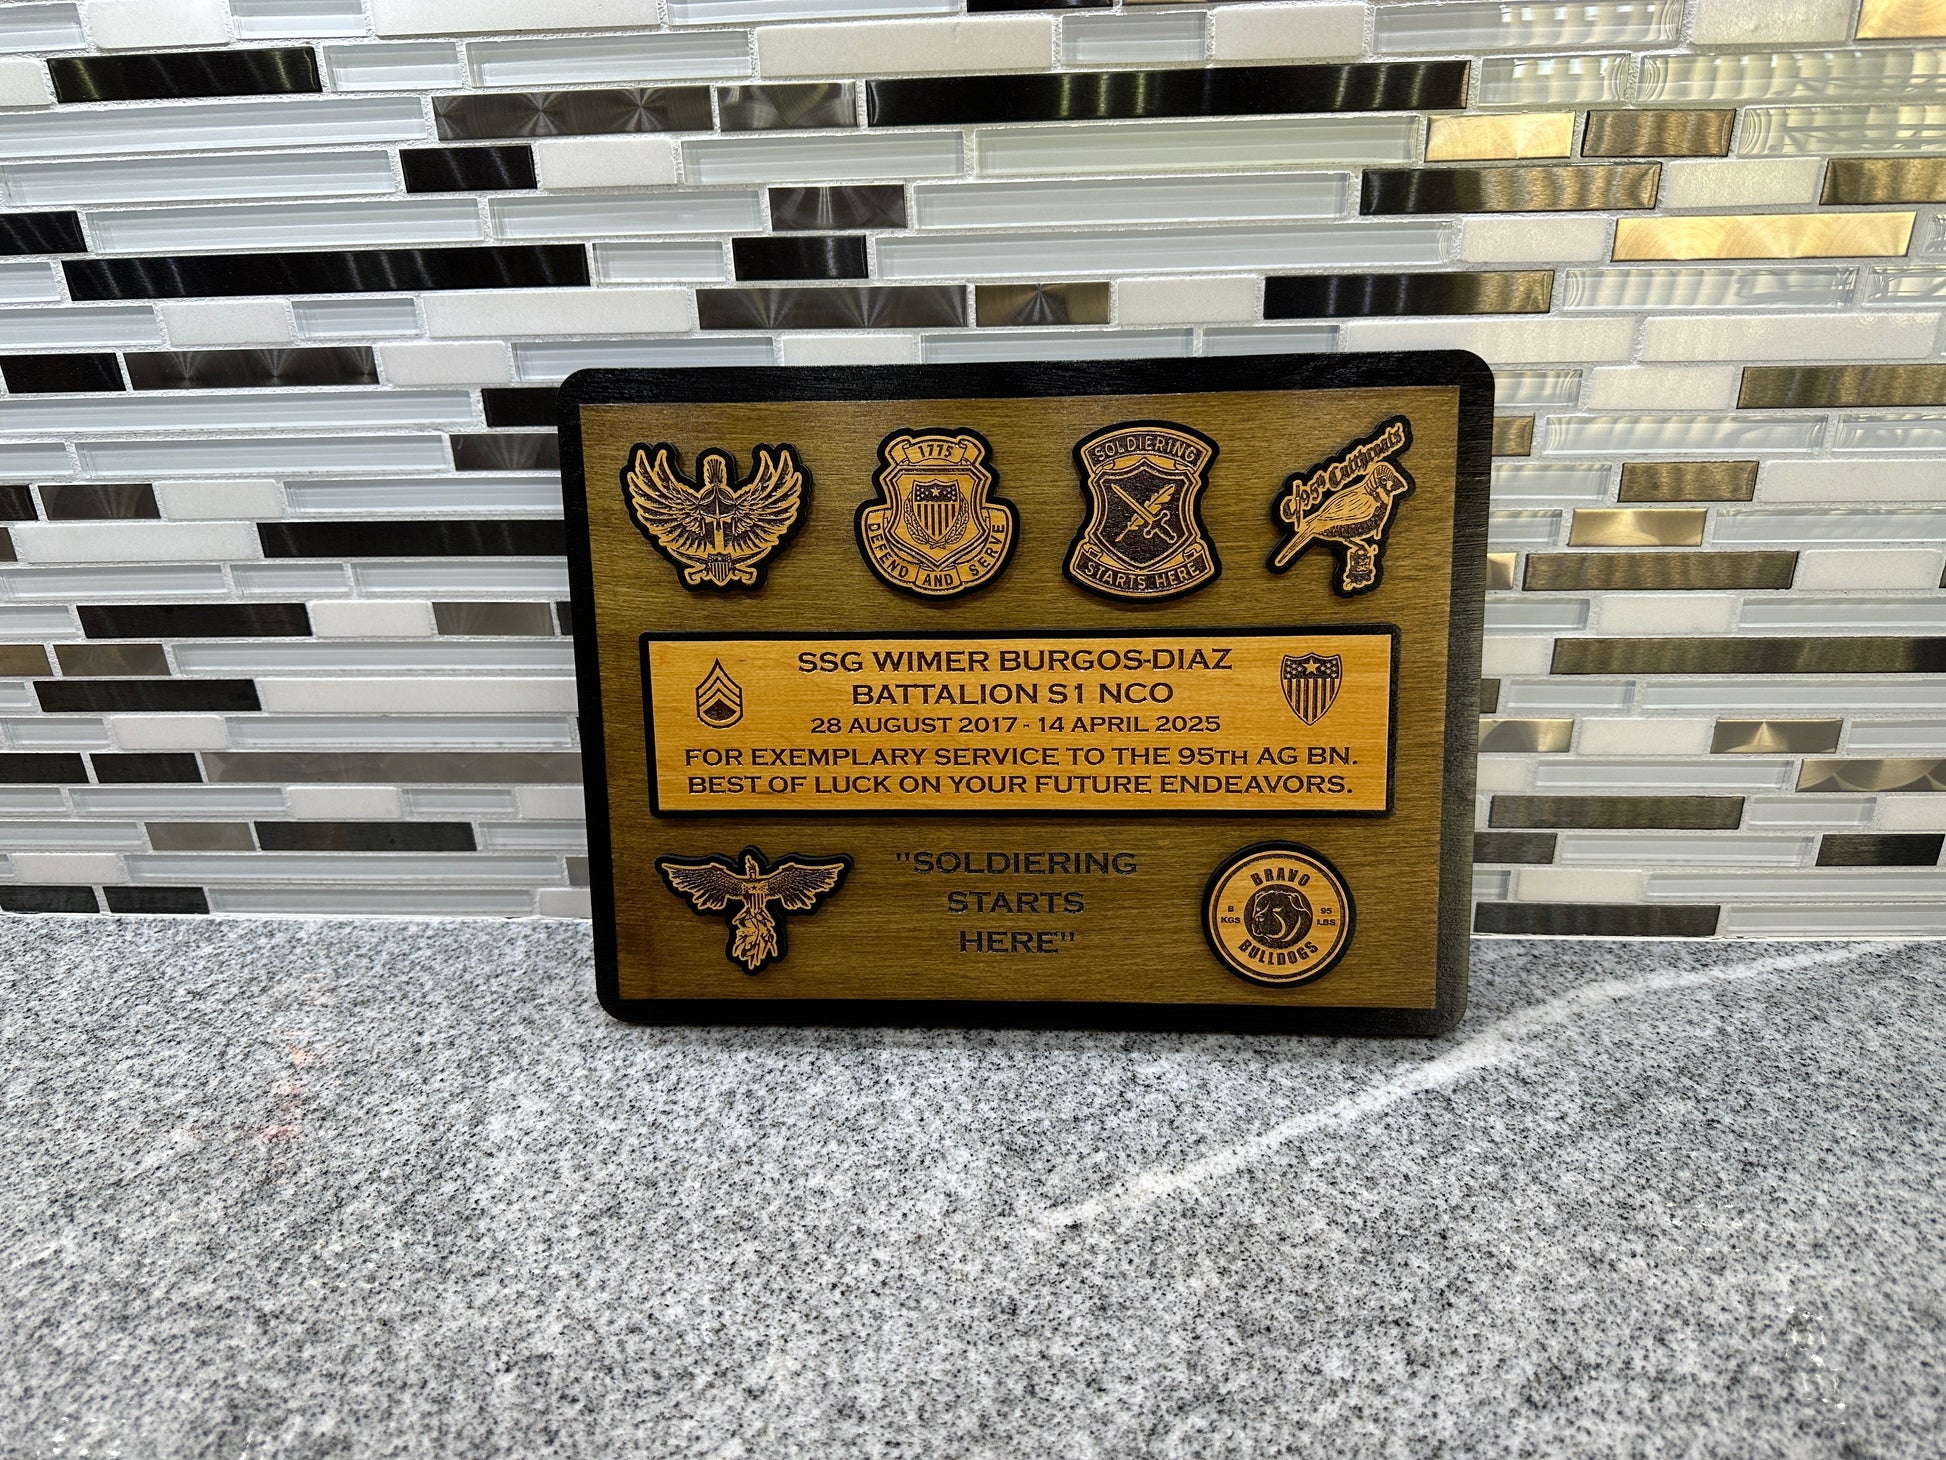 1775
DEFEND AND SERVE
SOLDIER1NG
STARTS HERE
Cutthroats
SSG WIMER BURGOS-DIAZ
BATTALION S1 NCO
28 AUGUST 2017 - 14 APRIL 2025
FOR EXEMPLARY SERVICE TO THE 95TH AG BN.
BEST OF LUCK ON YOUR FUTURE ENDEAVORS.
"SOLDIERING
STARTS
HERE"
BRAVO
B
KGS
95
LBS
BULLDOGS